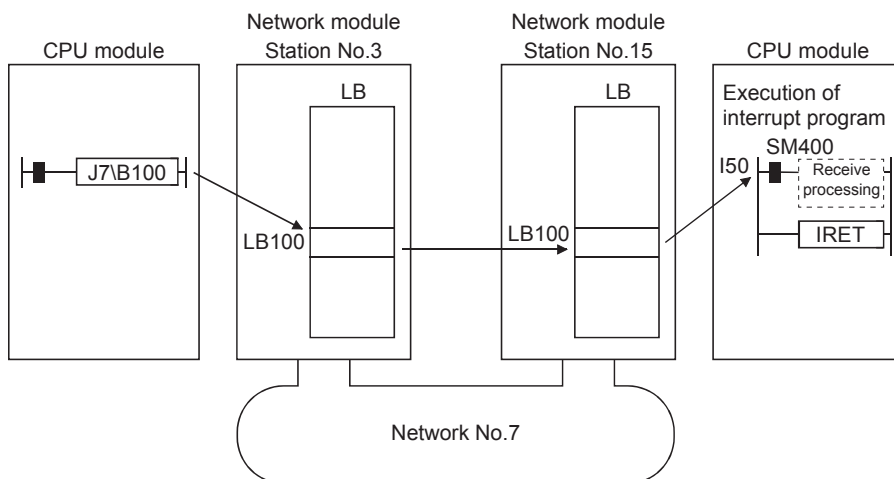 CPU module
Network module
Station No.3
Network module
Station No.15
CPU module
LB
LB
Execution of
interrupt program
SM400
J7\B100
I50
Receive
processing
LB100
LB100
IRET
Network No.7